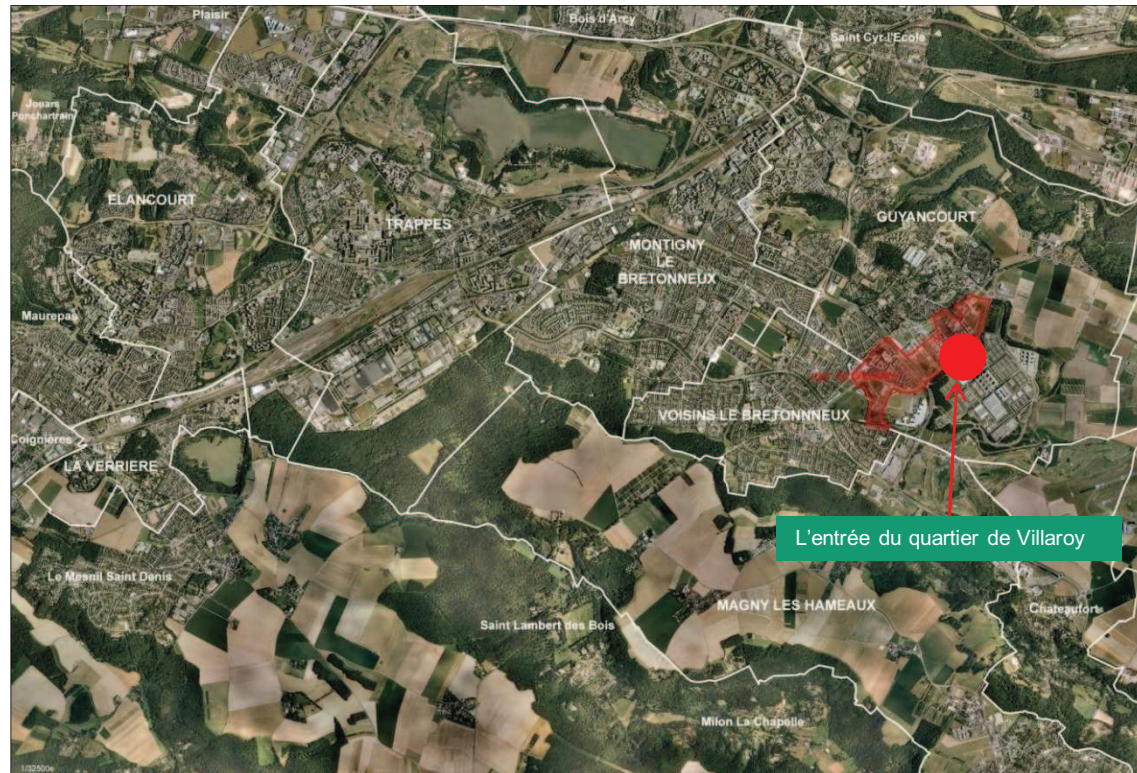 Plaisir
Bois d'Arcy
Saint Cyr l'Ecole
Jouars
Ponchartrain
ELANCOURT
TRAPPES
GUYANCOURT
MONTIGNY
LE
BRETONNEUX
Maurepas
VOISINS LE BRETONNNEUX
Coignières
LA VERRIERE
L'entrée du quartier de Villaroy
Le Mesnil Saint Denis
MAGNY LES HAMEAUX
Chateaufort
Saint Lambert des Bois
Milon La Chapelle
1/32500e